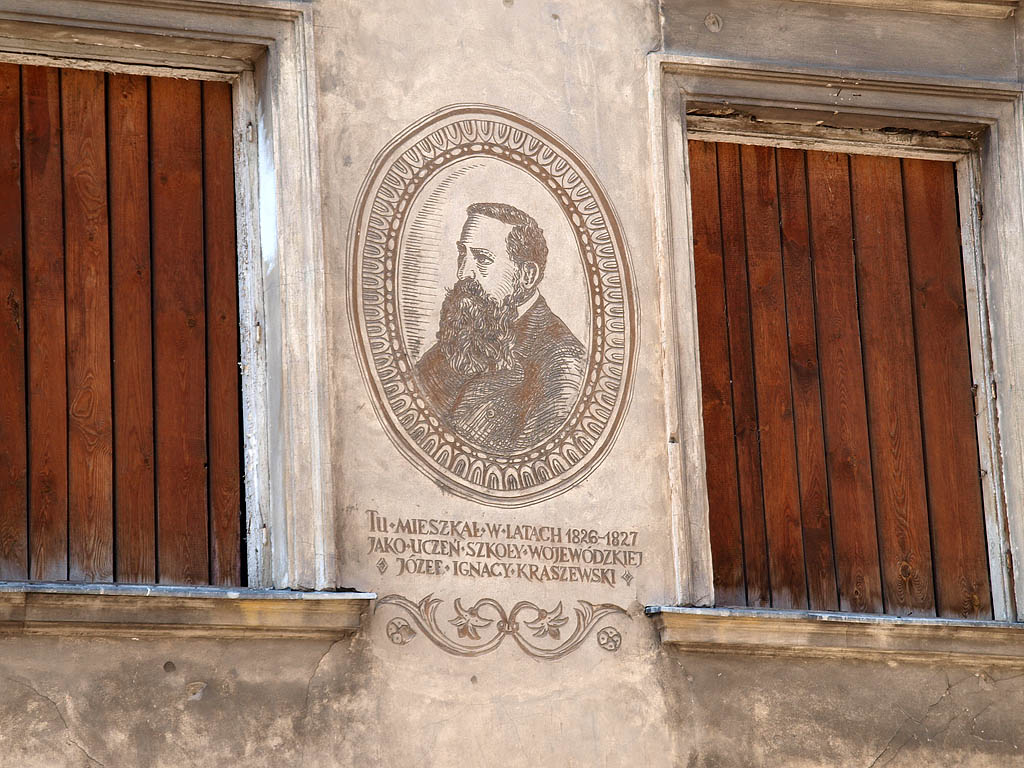 TU · MIESZKAŁ · W · LATACH 1826–1827
JAKO · UCZEŃ · SZKOŁY · WOJEWÓDZKIEJ
JÓZEF · IGNACY · KRASZEWSKI